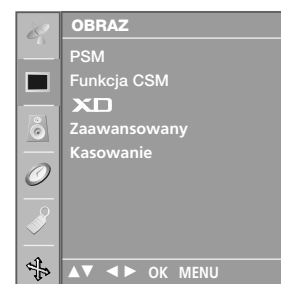 OBRAZ
PSM
Funkcja CSM
XD
Zaawansowany
Kasowanie
▲▼ ◄► OK MENU